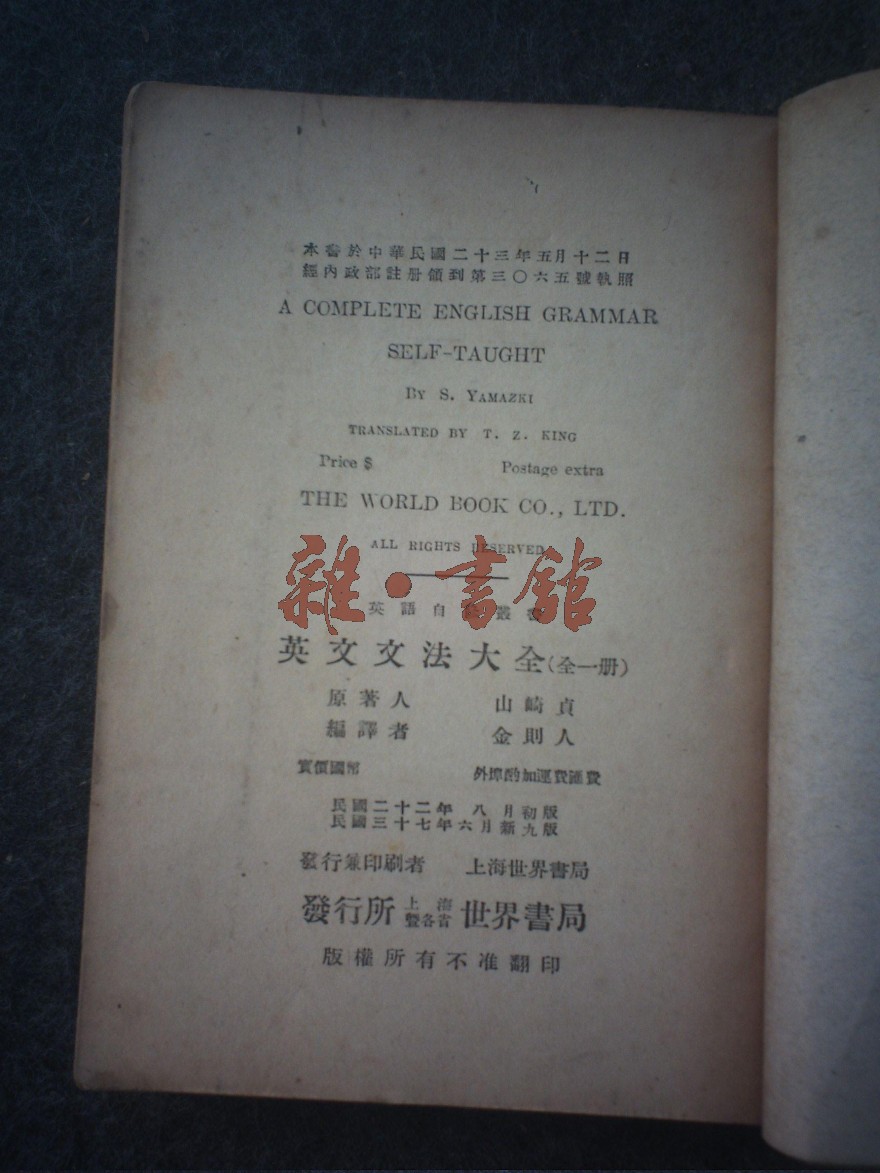 本書於中華民國二十三年五月十二日
經內政部註册領到第三〇六五號執照
A COMPLETE ENGLISH GRAMMAR
SELF-TAUGHT
BY S. YAMAZKI
TRANSLATED BY T. Z. KING
Price $ Postage extra
THE WORLD BOOK CO., LTD.
ALL RIGHTS RESERVED
雜·書館
英語自 叢
英文文法大全(全一册)
原著人 山崎貞
編譯者 金則人
實價國幣 外埠酌加運費滙費
民國二十二年八月初版
民國三十七年六月新九版
發行兼印刷者 上海世界書局
發行所 上海暨各省 世界書局
版權所有不准翻印